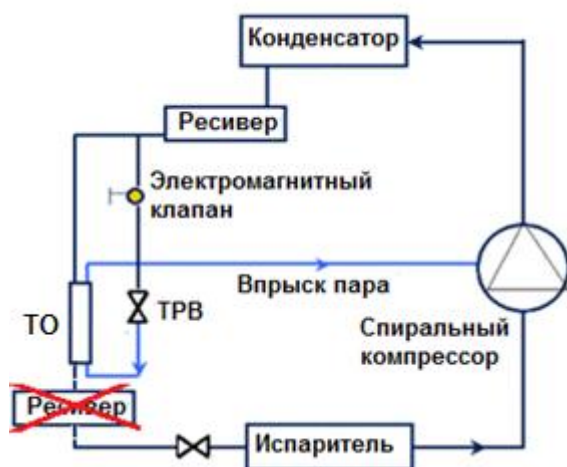 Конденсатор
Ресивер
Электромагнитный
клапан
Впрыск пара
ТО
ТРВ
Спиральный
компрессор
Ресивер
Испаритель